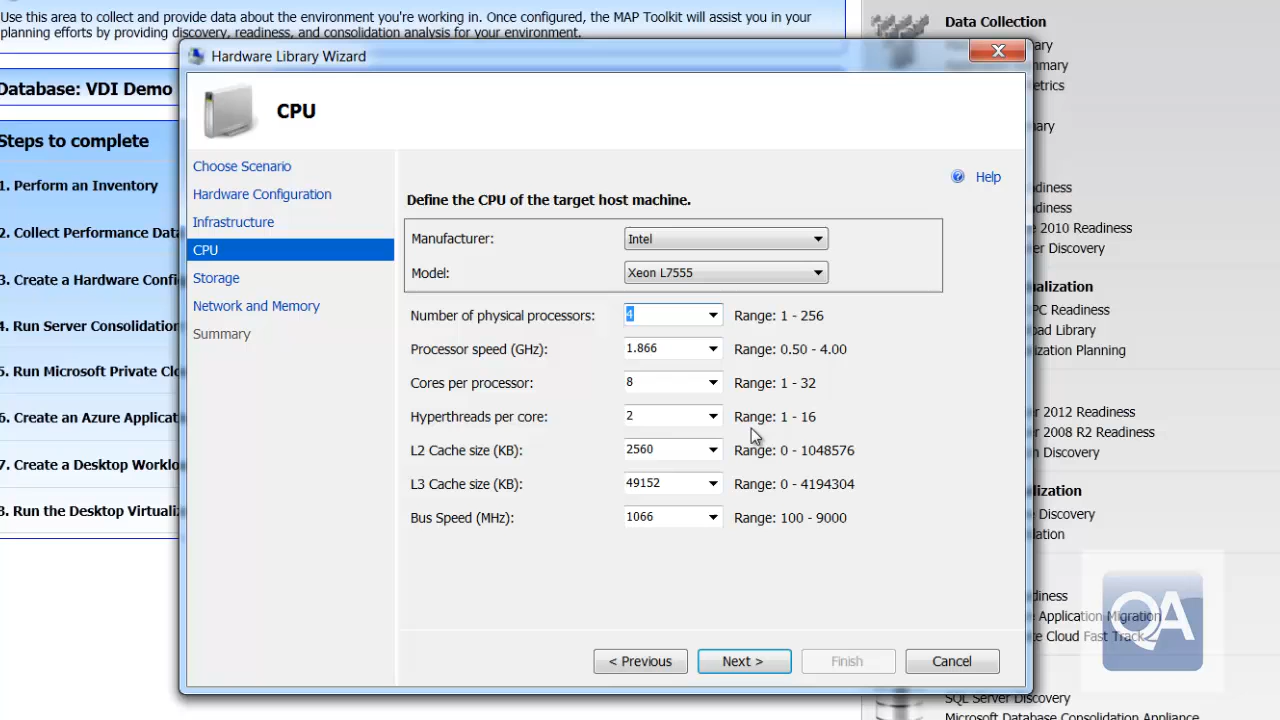 Use this area to collect and provide data about the environment you're working in. Once configured, the MAP Toolkit will assist you in your
planning efforts by providing discovery, readiness, and consolidation analysis for your environment.
Database: VDI Demo
Steps to complete
1. Perform an Inventory
2. Collect Performance Data
3. Create a Hardware Confi
4. Run Server Consolidation
5. Run Microsoft Private Clo
6. Create an Azure Applicat
7. Create a Desktop Worklo
8. Run the Desktop Virtualiz
Hardware Library Wizard
CPU
Choose Scenario
Hardware Configuration
Infrastructure
CPU
Storage
Network and Memory
Summary
Help
Define the CPU of the target host machine.
Manufacturer: Intel
Model: Xeon L7555
Number of physical processors: 4 Range: 1 - 256
Processor speed (GHz): 1.866 Range: 0.50 - 4.00
Cores per processor: 8 Range: 1 - 32
Hyperthreads per core: 2 Range: 1 - 16
L2 Cache size (KB): 2560 Range: 0 - 1048576
L3 Cache size (KB): 49152 Range: 0 - 4194304
Bus Speed (MHz): 1066 Range: 100 - 9000
< Previous
Next >
Finish
Cancel
Data Collection
ary
ummary
etrics
ary
diness
diness
e 2010 Readiness
er Discovery
ualization
PC Readiness
oad Library
ization Planning
r 2012 Readiness
r 2008 R2 Readiness
n Discovery
lization
Discovery
ation
diness
Application Migration
te Cloud Fast Track
SQL Server Discovery
Microsoft Database Consolidation Appliance
QA